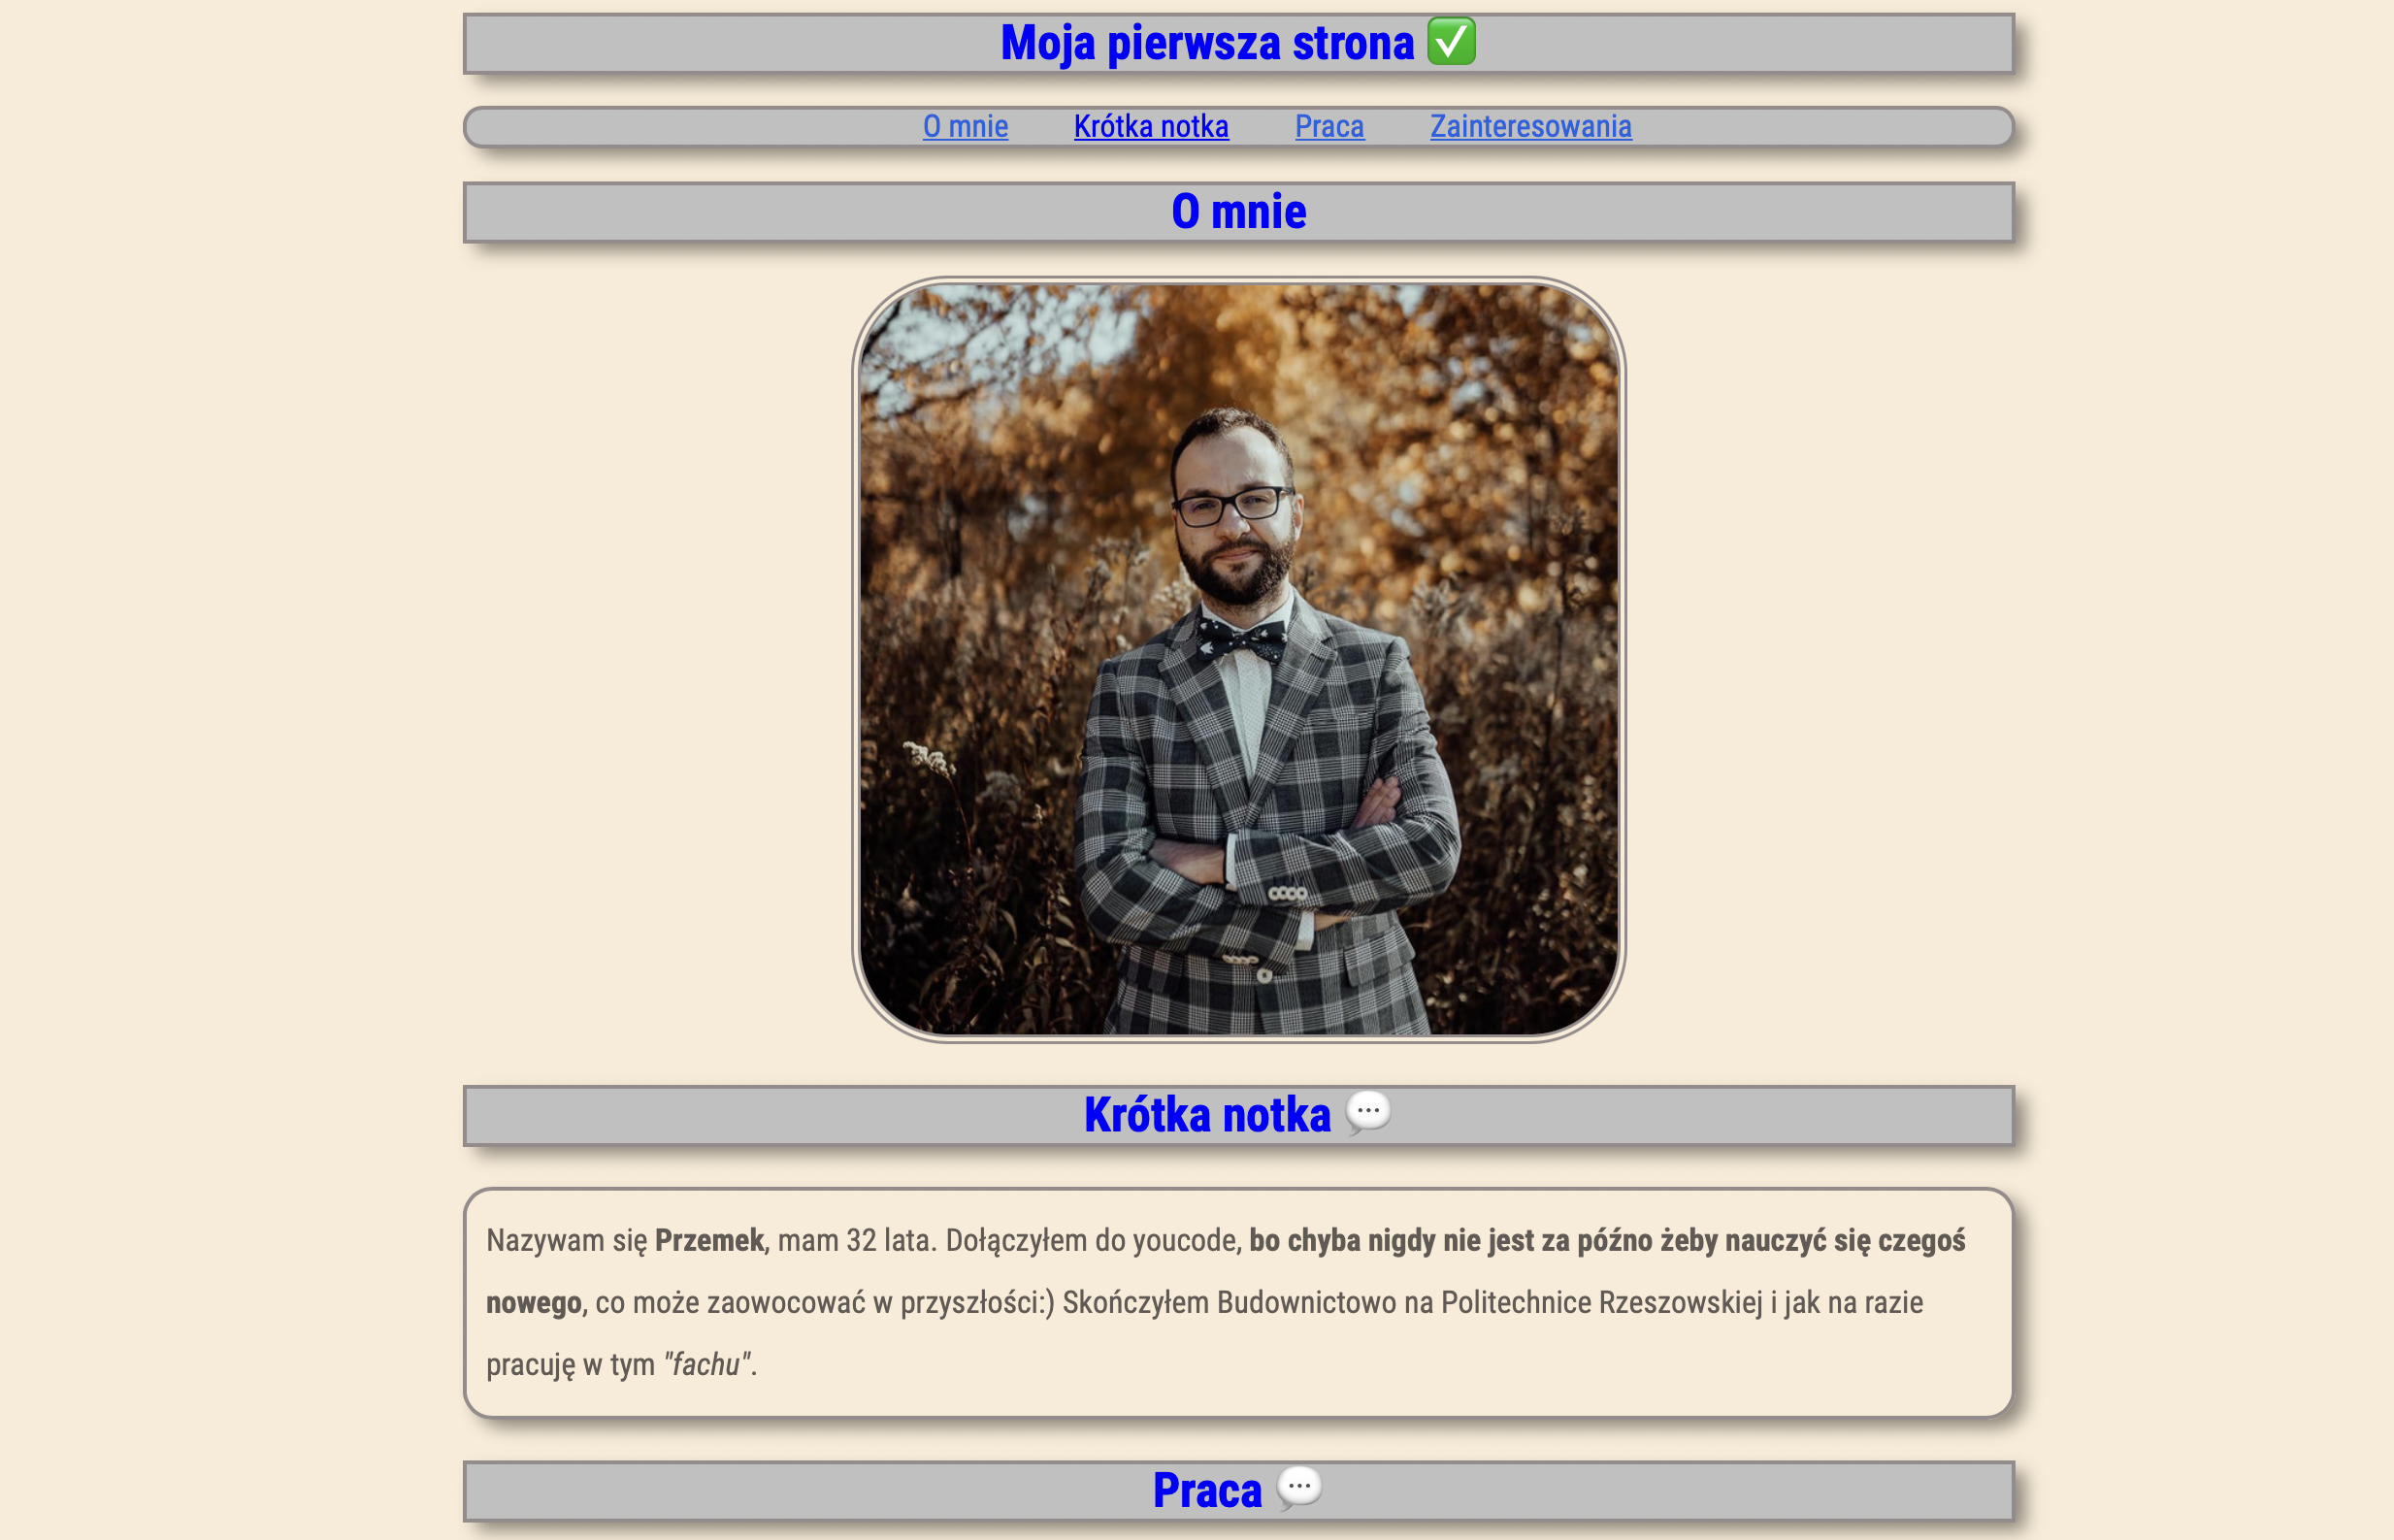 Moja pierwsza strona ✅
O mnie Krótka notka Praca Zainteresowania
O mnie
Krótka notka 💬
Nazywam się Przemek, mam 32 lata. Dołączyłem do youcode, bo chyba nigdy nie jest za późno żeby nauczyć się czegoś
nowego, co może zaowocować w przyszłości:) Skończyłem Budownictowo na Politechnice Rzeszowskiej i jak na razie
pracuję w tym "fachu".
Praca 💬